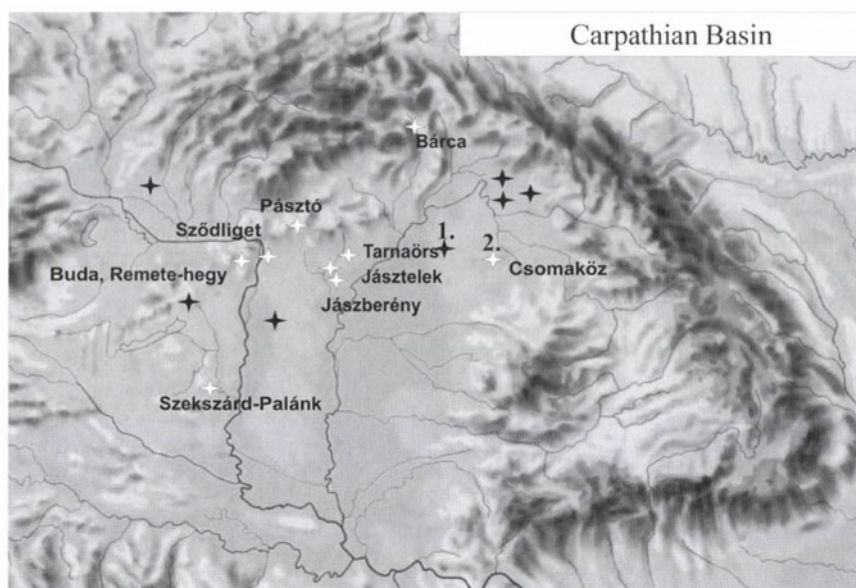 Carpathian Basin
Bárca
Pásztó
Sződliget
1.
2.
Tarnaörs
Buda, Remete-hegy
Jásztelek
Csomaköz
Jászberény
Szekszárd-Palánk